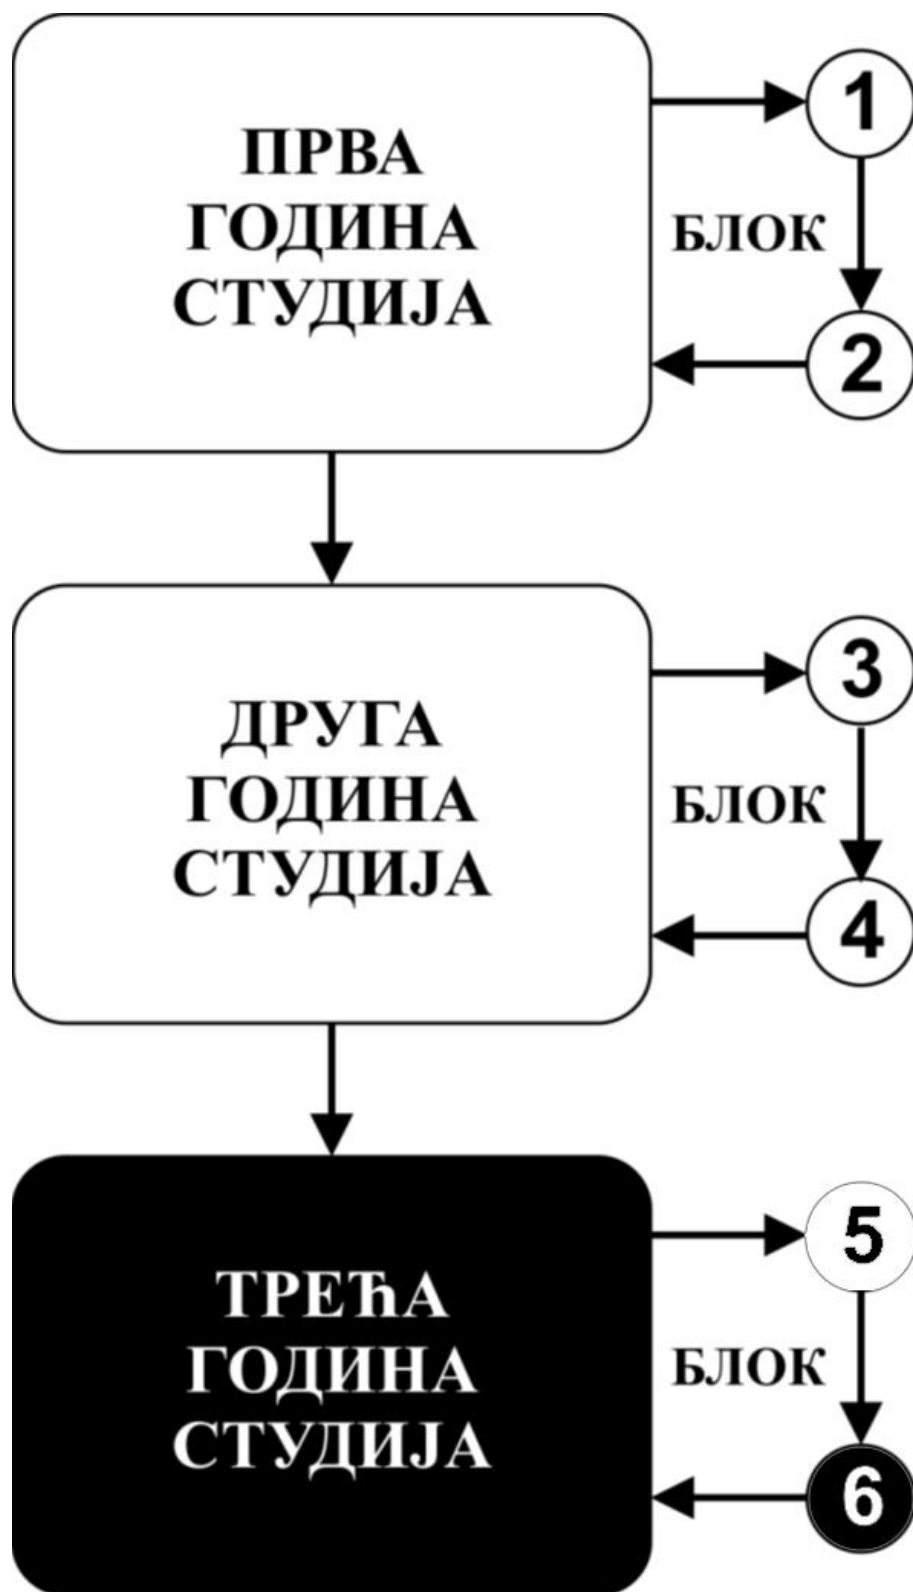 ПРВА
ГОДИНА
СТУДИЈА
1
БЛОК
2
ДРУГА
ГОДИНА
СТУДИЈА
3
БЛОК
4
ТРЕЋА
ГОДИНА
СТУДИЈА
5
БЛОК
6